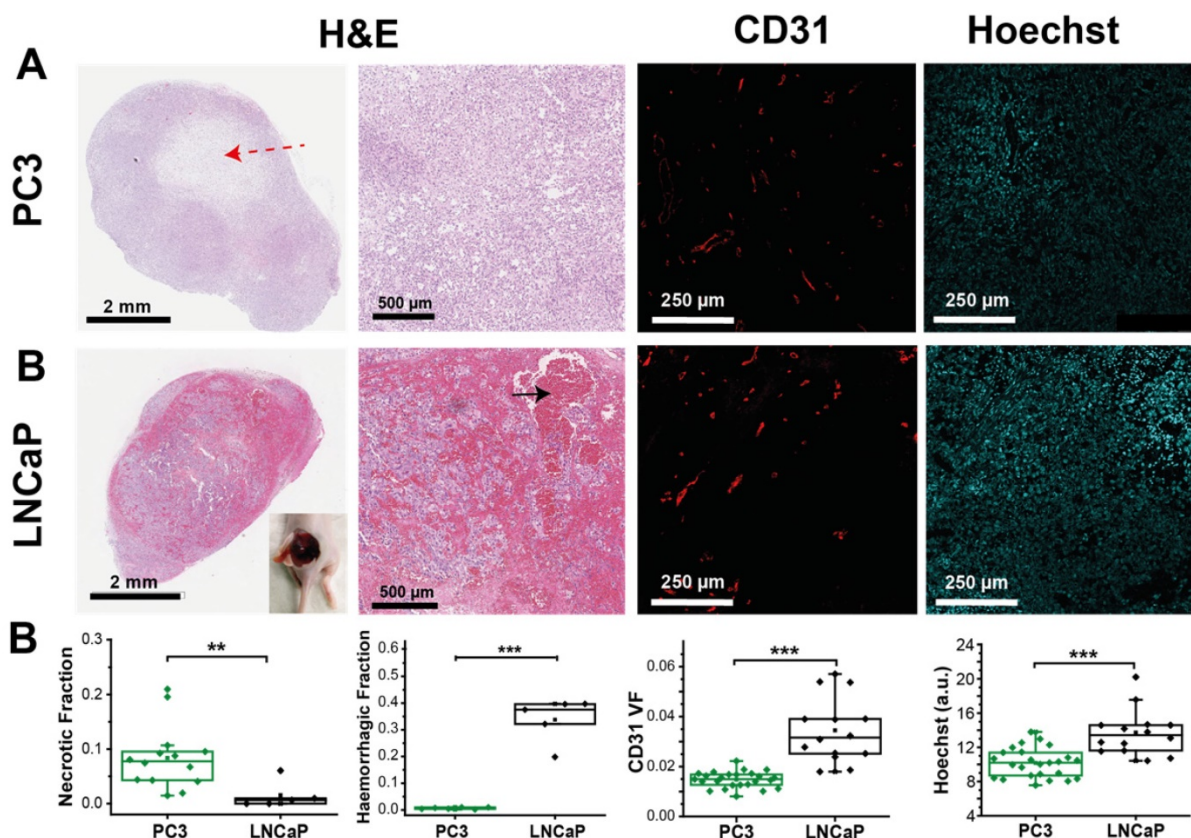 H&E CD31 Hoechst
A
PC3
2 mm
500 µm
250 µm
250 µm
B
LNCaP
2 mm
500 µm
250 µm
250 µm
B
Necrotic Fraction
0.3
0.2
0.1
0.0
**
PC3 LNCaP
Haemorrhagic Fraction
0.6
0.5
0.4
0.3
0.2
0.1
0.0
***
PC3 LNCaP
CD31 VF
0.06
0.04
0.02
0.00
***
PC3 LNCaP
Hoechst (a.u.)
24
20
16
12
8
4
***
PC3 LNCaP